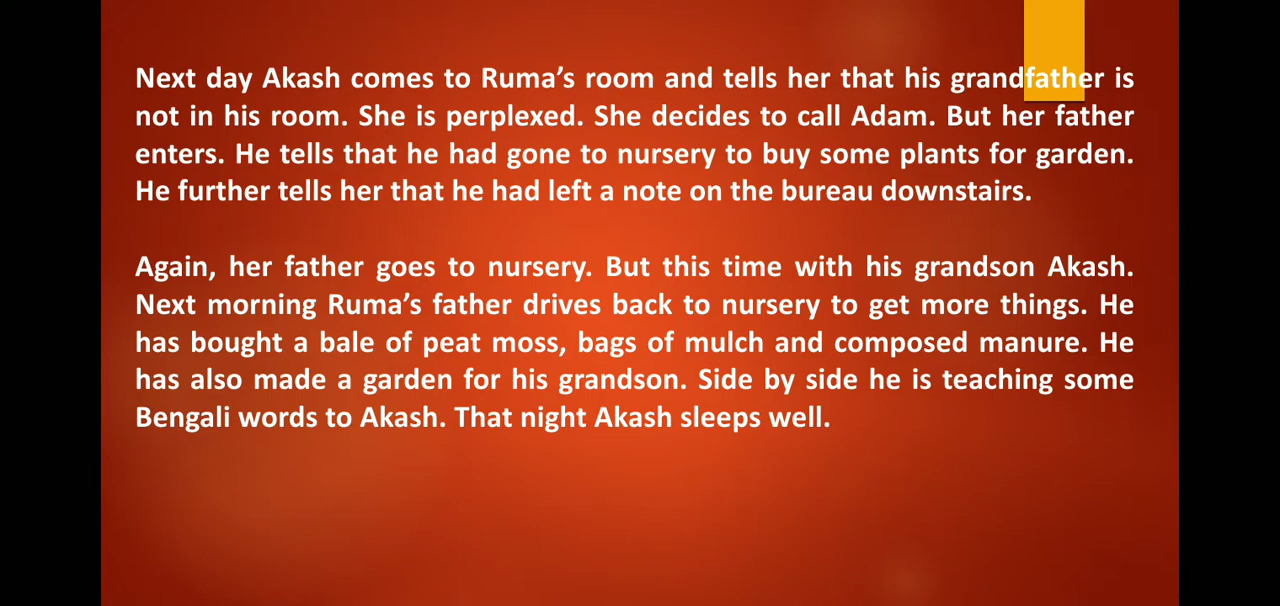 Next day Akash comes to Ruma's room and tells her that his grandfather is
not in his room. She is perplexed. She decides to call Adam. But her father
enters. He tells that he had gone to nursery to buy some plants for garden.
He further tells her that he had left a note on the bureau downstairs.
Again, her father goes to nursery. But this time with his grandson Akash.
Next morning Ruma's father drives back to nursery to get more things. He
has bought a bale of peat moss, bags of mulch and composed manure. He
has also made a garden for his grandson. Side by side he is teaching some
Bengali words to Akash. That night Akash sleeps well.